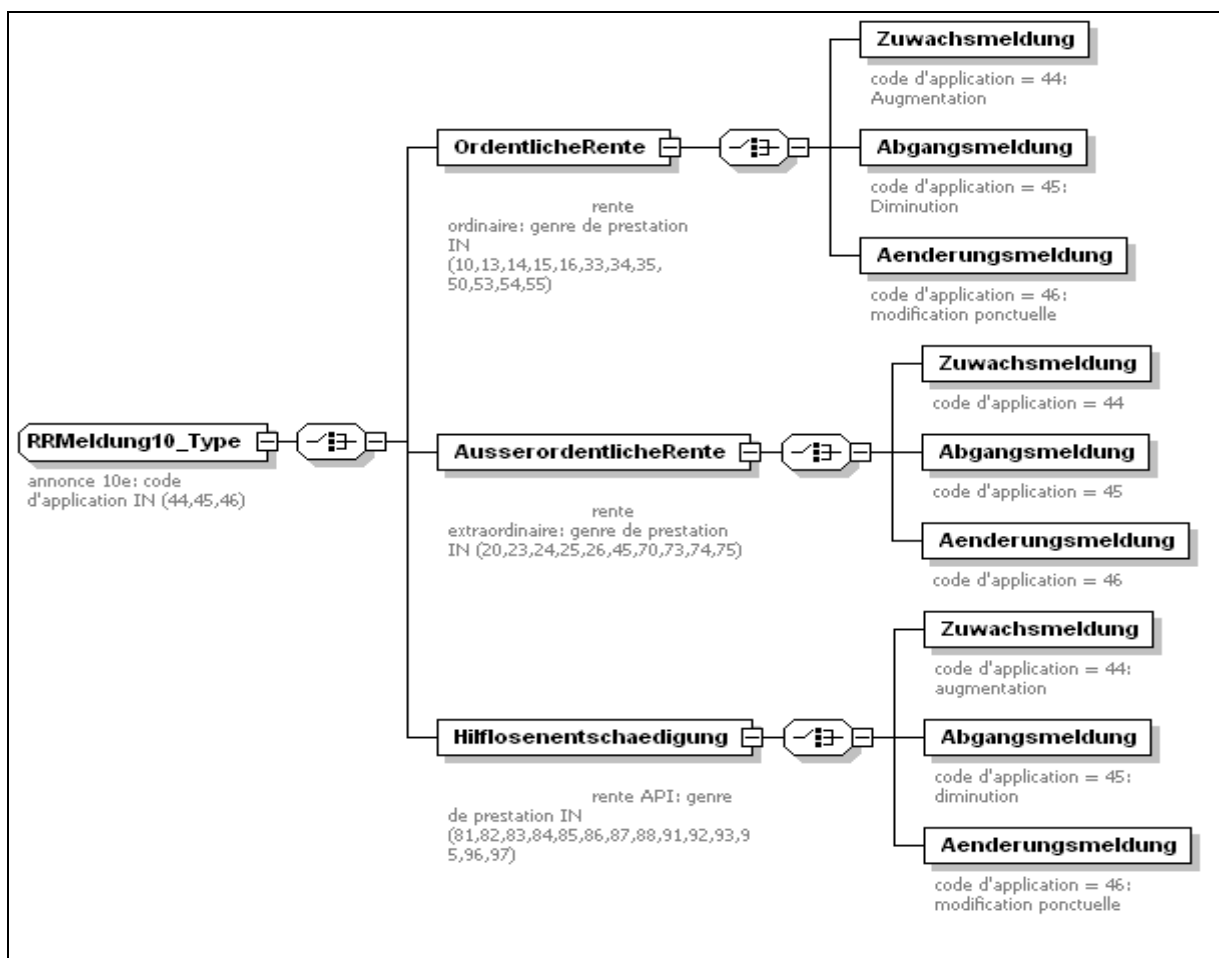 Zuwachsmeldung
code d'application = 44:
Augmentation
OrdentlicheRente
rente
ordinaire: genre de prestation
IN
(10,13,14,15,16,33,34,35,
50,53,54,55)
Abgangsmeldung
code d'application = 45:
Diminution
Aenderungsmeldung
code d'application = 46:
modification ponctuelle
RRMeldung10_Type
annonce 10e: code
d'application IN (44,45,46)
AusserordentlicheRente
rente
extraordinaire: genre de prestation
IN (20,23,24,25,26,45,70,73,74,75)
Zuwachsmeldung
code d'application = 44
Abgangsmeldung
code d'application = 45
Aenderungsmeldung
code d'application = 46
Hilflosenentschaedigung
rente API: genre
de prestation IN
(81,82,83,84,85,86,87,88,91,92,93,9
5,96,97)
Zuwachsmeldung
code d'application = 44:
augmentation
Abgangsmeldung
code d'application = 45:
diminution
Aenderungsmeldung
code d'application = 46:
modification ponctuelle